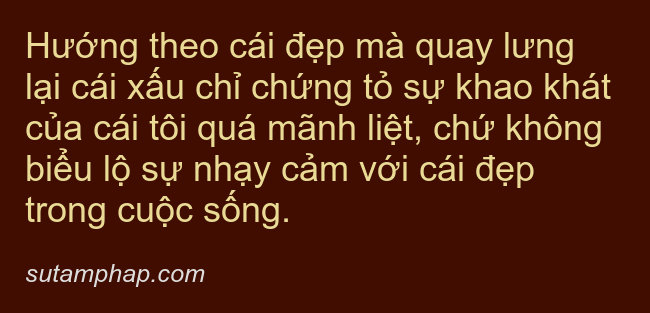 Hướng theo cái đẹp mà quay lưng
lại cái xấu chỉ chứng tỏ sự khao khát
của cái tôi quá mãnh liệt, chứ không
biểu lộ sự nhạy cảm với cái đẹp
trong cuộc sống.
sutamphap.com